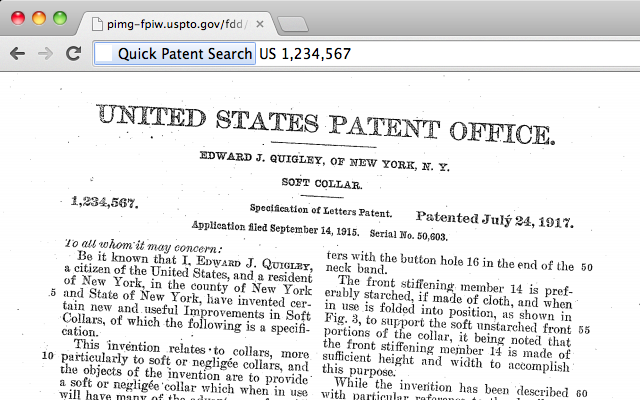 pimg-fpiw.uspto.gov/fdd/
Quick Patent Search US 1,234,567
UNITED STATES PATENT OFFICE.
EDWARD J. QUIGLEY, OF NEW YORK, N. Y.
SOFT COLLAR.
1,234,567.
Specification of Letters Patent.
Patented July 24, 1917.
Application filed September 14, 1915. Serial No. 50,603.
To all whom it may concern:
Be it known that I, EDWARD J. QUIGLEY,
a citizen of the United States, and a resident
of New York, in the county of New York
5 and State of New York, have invented cer-
tain new and useful Improvements in Soft
Collars, of which the following is a specifi-
cation.
This invention relates to collars, more
10 particularly to soft or negligée collars, and
the objects of the invention are to provide
a soft or negligée collar which when in use
will have many of the
ters with the button hole 16 in the end of the 50
neck band.
The front stiffening member 14 is pref-
erably starched, if made of cloth, and when
in use is folded into position, as shown in
Fig. 3, to support the soft unstarched front 55
portions of the collar, it being noted that
the front stiffening member 14 is made of
sufficient height and width to accomplish
this purpose.
While the invention has been described 60
with particular reference to the